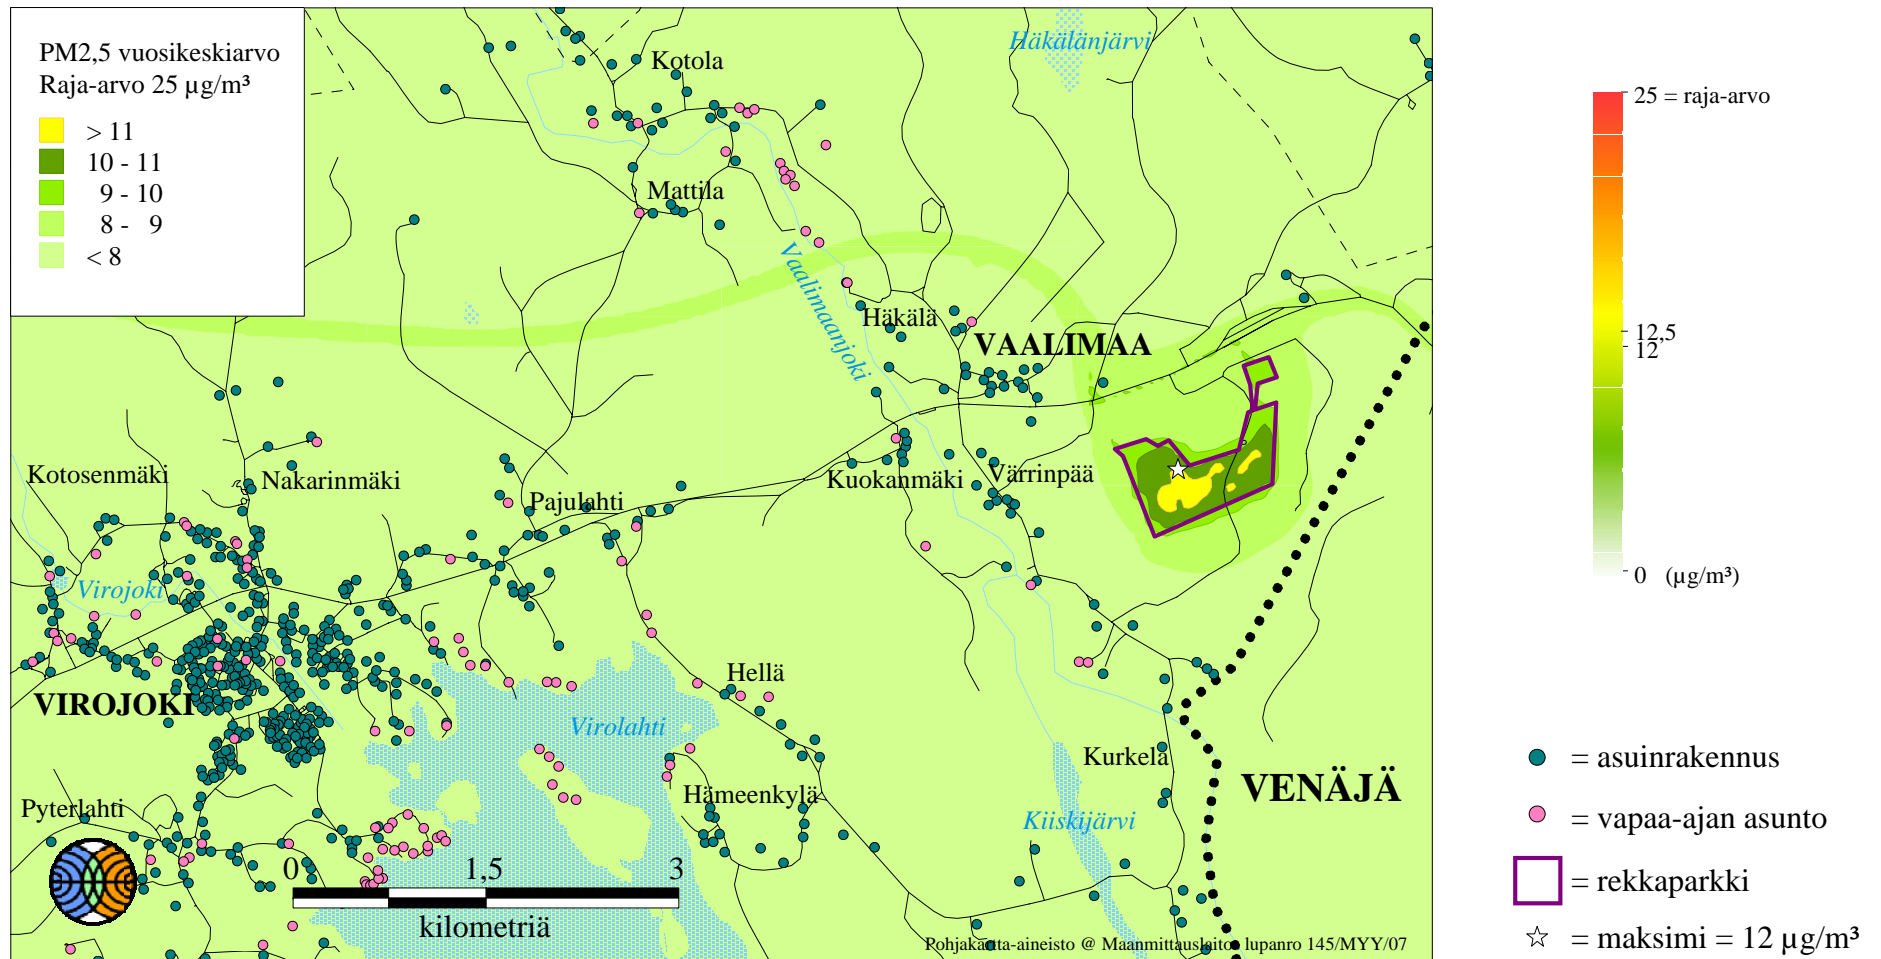 PM2,5 vuosikeskiarvo
Raja-arvo 25 µg/m³
> 11
10 - 11
9 - 10
8 - 9
< 8
Kotola
Häkälänjärvi
Mattila
Vaalimaanjoki
Häkälä
VAALIMAA
Kotosenmäki
Nakarinmäki
Pajulahti
Kuokanmäki
Värrinpää
Virojoki
VIROJOKI
Hellä
Virolahti
Kurkela
VENÄJÄ
Pyterlahti
Hämeenkylä
Kiiskijärvi
0 1,5 3
kilometriä
Pohjakartta-aineisto @ Maanmittauslaitos lupanro 145/MYY/07
25 = raja-arvo
12,5
12
0 (µg/m³)
= asuinrakennus
= vapaa-ajan asunto
= rekkaparkki
= maksimi = 12 µg/m³